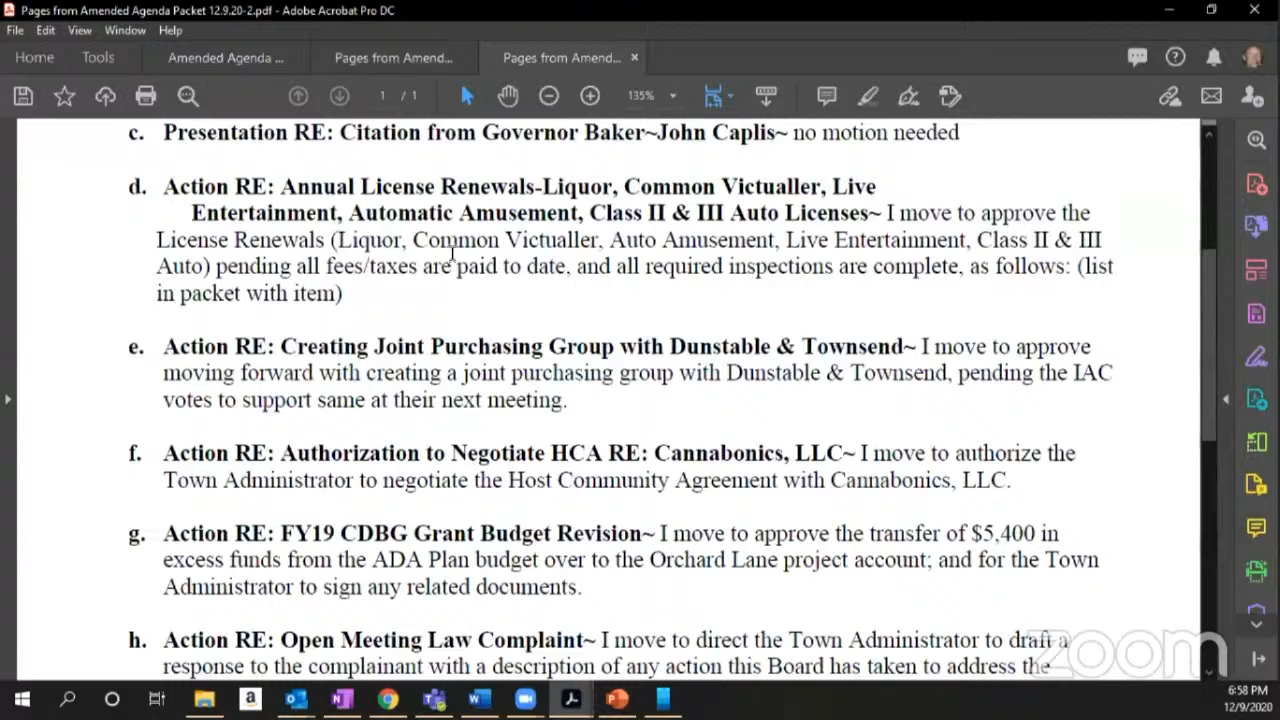 Pages from Amended Agenda Packet 12.9.20-2.pdf - Adobe Acrobat Pro DC
File Edit View Window Help
Home Tools Amended Agenda ... Pages from Amend... Pages from Amend... ×
1 / 1 135%
c. Presentation RE: Citation from Governor Baker~John Caplis~ no motion needed
d. Action RE: Annual License Renewals-Liquor, Common Victualler, Live
Entertainment, Automatic Amusement, Class II & III Auto Licenses~ I move to approve the
License Renewals (Liquor, Common Victualler, Auto Amusement, Live Entertainment, Class II & III
Auto) pending all fees/taxes are paid to date, and all required inspections are complete, as follows: (list
in packet with item)
e. Action RE: Creating Joint Purchasing Group with Dunstable & Townsend~ I move to approve
moving forward with creating a joint purchasing group with Dunstable & Townsend, pending the IAC
votes to support same at their next meeting.
f. Action RE: Authorization to Negotiate HCA RE: Cannabonics, LLC~ I move to authorize the
Town Administrator to negotiate the Host Community Agreement with Cannabonics, LLC.
g. Action RE: FY19 CDBG Grant Budget Revision~ I move to approve the transfer of $5,400 in
excess funds from the ADA Plan budget over to the Orchard Lane project account; and for the Town
Administrator to sign any related documents.
h. Action RE: Open Meeting Law Complaint~ I move to direct the Town Administrator to draft a
response to the complainant with a description of any action this Board has taken to address the
zoom
6:58 PM
12/9/2020